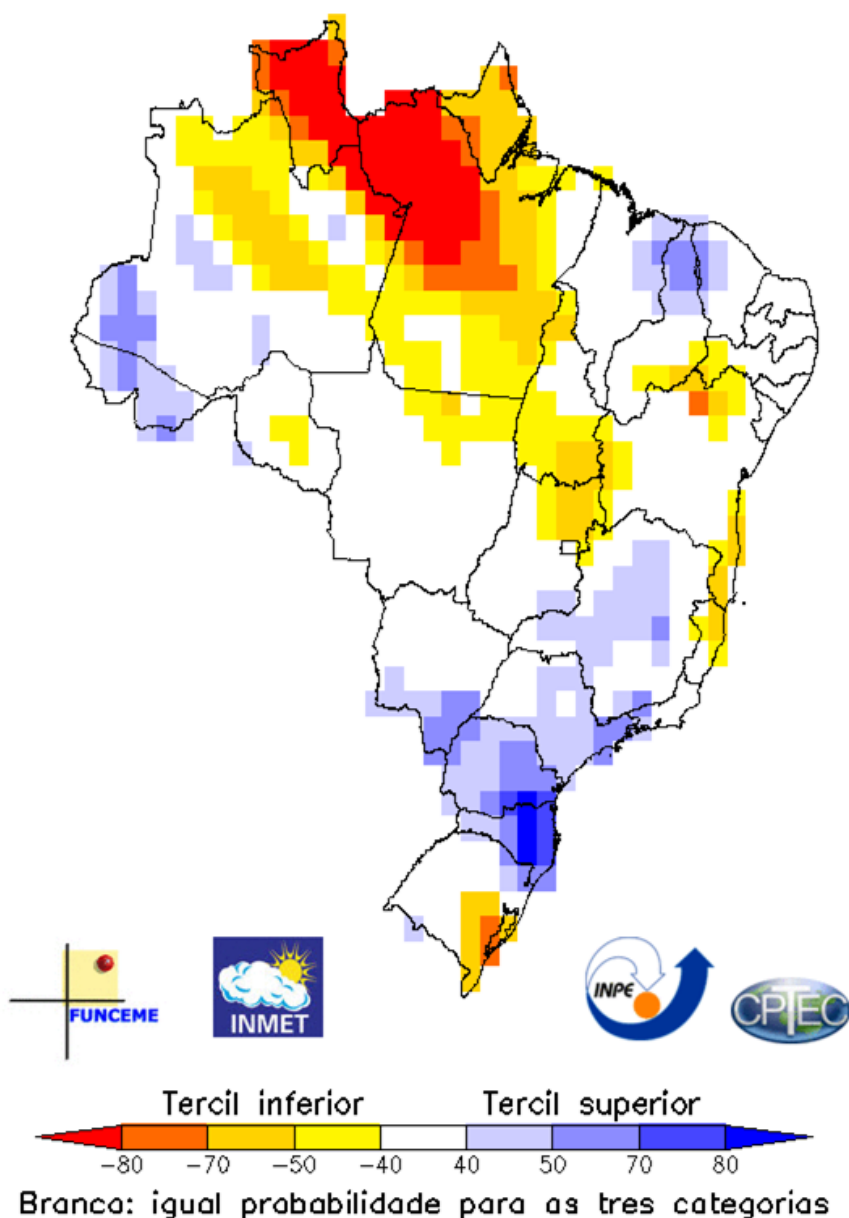 FUNCEME
INMET
INPE
CPTEC
Tercil inferior Tercil superior
-80 -70 -50 -40 40 50 70 80
Branca: igual probabilidade para as tres categorias